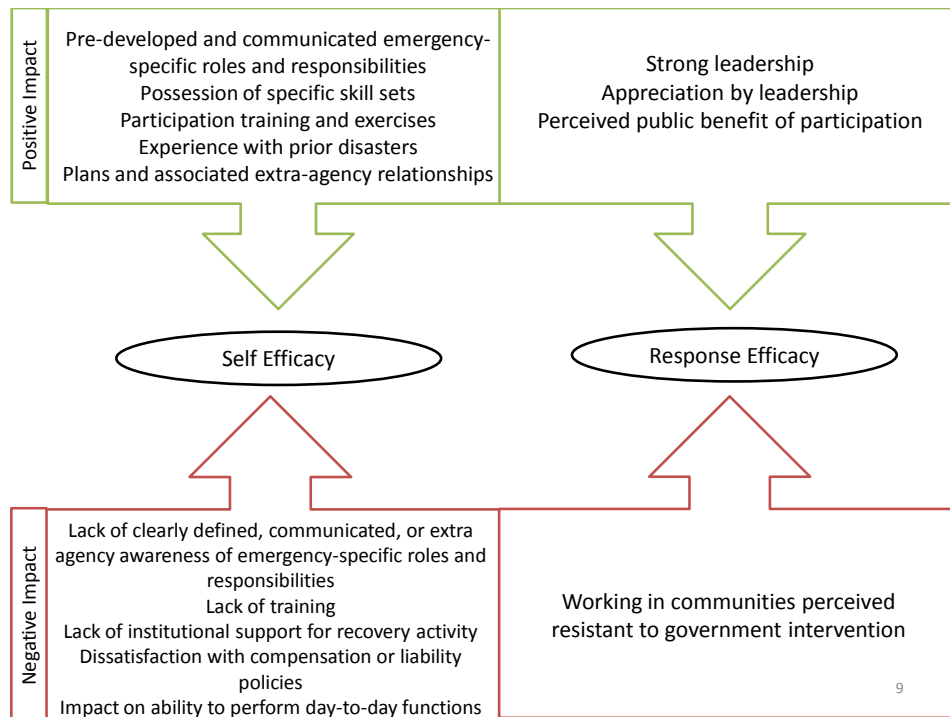 Positive Impact
Pre-developed and communicated emergency-
specific roles and responsibilities
Possession of specific skill sets
Participation training and exercises
Experience with prior disasters
Plans and associated extra-agency relationships
Strong leadership
Appreciation by leadership
Perceived public benefit of participation
Self Efficacy
Response Efficacy
Negative Impact
Lack of clearly defined, communicated, or extra
agency awareness of emergency-specific roles and
responsibilities
Lack of training
Lack of institutional support for recovery activity
Dissatisfaction with compensation or liability
policies
Impact on ability to perform day-to-day functions
Working in communities perceived
resistant to government intervention
9